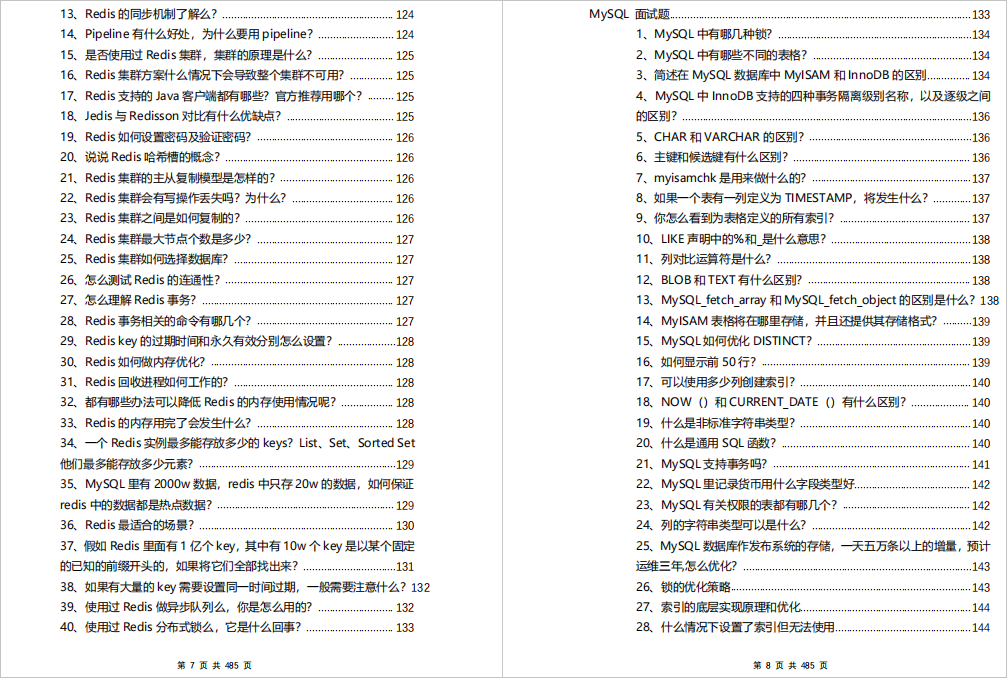 13、Redis 的同步机制了解么? ........ 124
14、Pipeline 有什么好处，为什么要用 pipeline? ........ 124
15、是否使用过 Redis 集群，集群的原理是什么? ........ 125
16、Redis 集群方案什么情况下会导致整个集群不可用? ........ 125
17、Redis 支持的 Java 客户端都有哪些? 官方推荐用哪个? ........ 125
18、Jedis 与 Redisson 对比有什么优缺点? ........ 125
19、Redis 如何设置密码及验证密码? ........ 126
20、说说 Redis 哈希槽的概念? ........ 126
21、Redis 集群的主从复制模型是怎样的? ........ 126
22、Redis 集群会有写操作丢失吗? 为什么? ........ 126
23、Redis 集群之间是如何复制的? ........ 126
24、Redis 集群最大节点个数是多少? ........ 127
25、Redis 集群如何选择数据库? ........ 127
26、怎么测试 Redis 的连通性? ........ 127
27、怎么理解 Redis 事务? ........ 127
28、Redis 事务相关的命令有哪几个? ........ 127
29、Redis key 的过期时间和永久有效分别怎么设置? ........ 128
30、Redis 如何做内存优化? ........ 128
31、Redis 回收进程如何工作的? ........ 128
32、都有哪些办法可以降低 Redis 的内存使用情况呢? ........ 128
33、Redis 的内存用完了会发生什么? ........ 128
34、一个 Redis 实例最多能存放多少的 keys? List、Set、Sorted Set
他们最多能存放多少元素? ........ 129
35、MySQL 里有 2000w 数据，redis 中只存 20w 的数据，如何保证
redis 中的数据都是热点数据? ........ 129
36、Redis 最适合的场景? ........ 130
37、假如 Redis 里面有 1 亿个 key，其中有 10w 个 key 是以某个固定
的已知的前缀开头的，如果将它们全部找出来? ........ 131
38、如果有大量的 key 需要设置同一时间过期，一般需要注意什么? 132
39、使用过 Redis 做异步队列么，你是怎么用的? ........ 132
40、使用过 Redis 分布式锁么，它是什么回事? ........ 133
第 7 页 共 485 页
MySQL 面试题........ 133
1、MySQL 中有哪几种锁? ........ 134
2、MySQL 中有哪些不同的表格? ........ 134
3、简述在 MySQL 数据库中 MyISAM 和 InnoDB 的区别........ 134
4、MySQL 中 InnoDB 支持的四种事务隔离级别名称，以及逐级之间
的区别? ........ 136
5、CHAR 和 VARCHAR 的区别? ........ 136
6、主键和候选键有什么区别? ........ 136
7、myisamchk 是用来做什么的? ........ 137
8、如果一个表有一列定义为 TIMESTAMP，将发生什么? ........ 137
9、你怎么看到为表格定义的所有索引? ........ 137
10、LIKE 声明中的%和_是什么意思? ........ 138
11、列对比运算符是什么? ........ 138
12、BLOB 和 TEXT 有什么区别? ........ 138
13、MySQL_fetch_array 和 MySQL_fetch_object 的区别是什么? 138
14、MyISAM 表格将在哪里存储，并且还提供其存储格式? ........ 139
15、MySQL 如何优化 DISTINCT? ........ 139
16、如何显示前 50 行? ........ 139
17、可以使用多少列创建索引? ........ 140
18、NOW（）和 CURRENT_DATE（）有什么区别? ........ 140
19、什么是非标准字符串类型? ........ 140
20、什么是通用 SQL 函数? ........ 140
21、MySQL 支持事务吗? ........ 141
22、MySQL 里记录货币用什么字段类型好........ 142
23、MySQL 有关权限的表都有哪几个? ........ 142
24、列的字符串类型可以是什么? ........ 142
25、MySQL 数据库作发布系统的存储，一天五万条以上的增量，预计
运维三年,怎么优化? ........ 143
26、锁的优化策略........ 143
27、索引的底层实现原理和优化........ 144
28、什么情况下设置了索引但无法使用........ 144
第 8 页 共 485 页